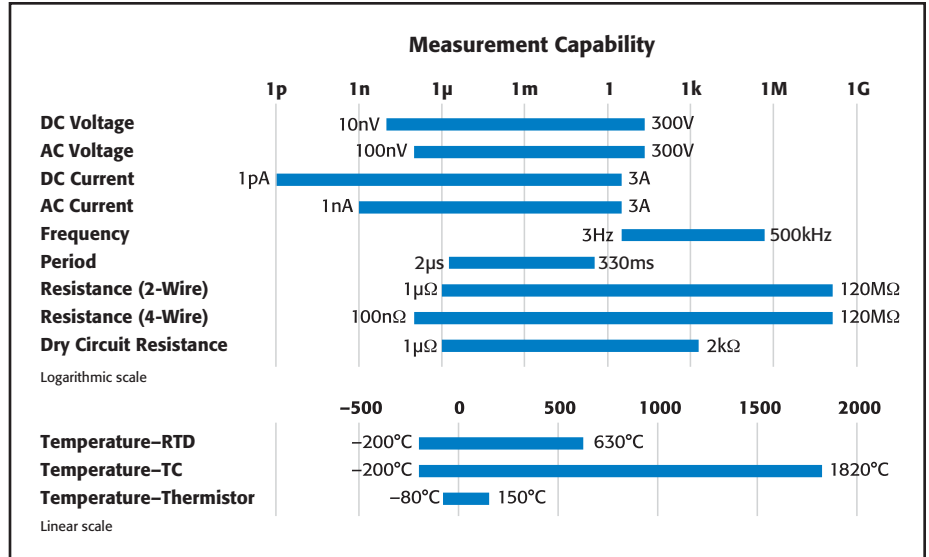 Measurement Capability
1p 1n 1µ 1m 1 1k 1M 1G
DC Voltage 10nV 300V
AC Voltage 100nV 300V
DC Current 1pA 3A
AC Current 1nA 3A
Frequency 3Hz 500kHz
Period 2µs 330ms
Resistance (2-Wire) 1µΩ 120MΩ
Resistance (4-Wire) 100nΩ 120MΩ
Dry Circuit Resistance 1µΩ 2kΩ
Logarithmic scale
–500 0 500 1000 1500 2000
Temperature–RTD –200°C 630°C
Temperature–TC –200°C 1820°C
Temperature–Thermistor –80°C 150°C
Linear scale